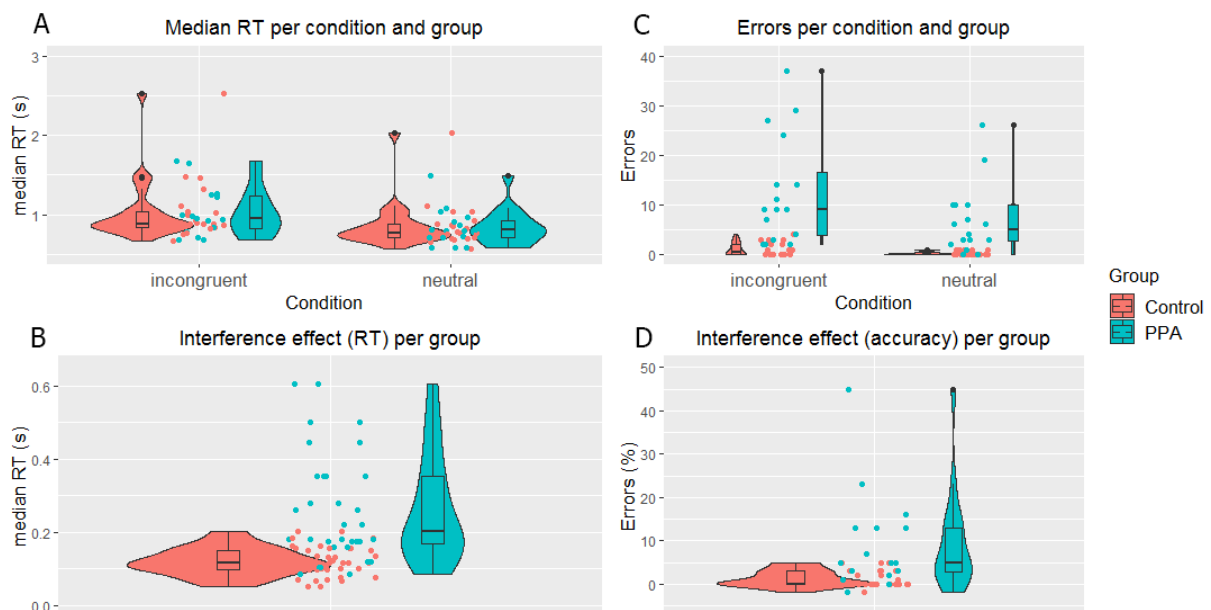 A
Median RT per condition and group
median RT (s)
3
2
1
incongruent
neutral
Condition
C
Errors per condition and group
Errors
40
30
20
10
0
incongruent
neutral
Condition
Group
Control
PPA
B
Interference effect (RT) per group
median RT (s)
0.6
0.4
0.2
0.0
D
Interference effect (accuracy) per group
Errors (%)
50
40
30
20
10
0